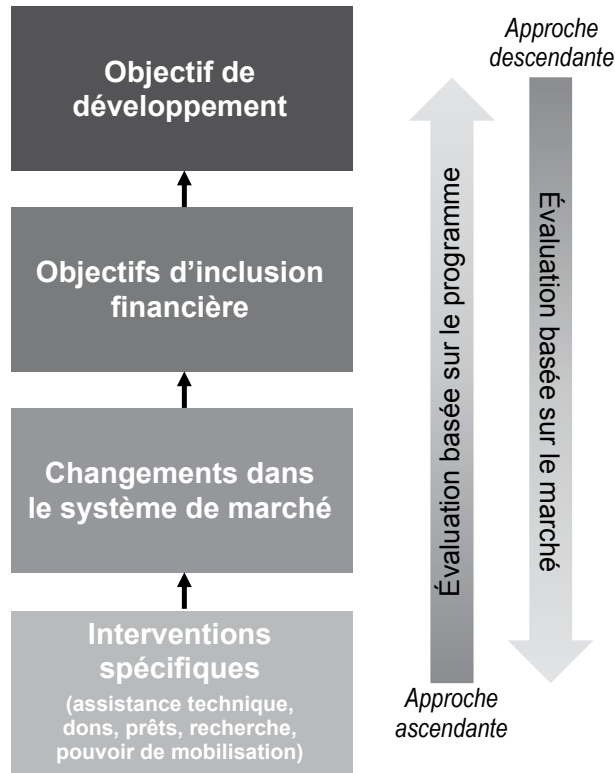 Objectif de
développement
Objectifs d’inclusion
financière
Changements dans
le système de marché
Interventions
spécifiques
(assistance technique,
dons, prêts, recherche,
pouvoir de mobilisation)
Approche
descendante
Évaluation basée sur le programme
Évaluation basée sur le marché
Approche
ascendante